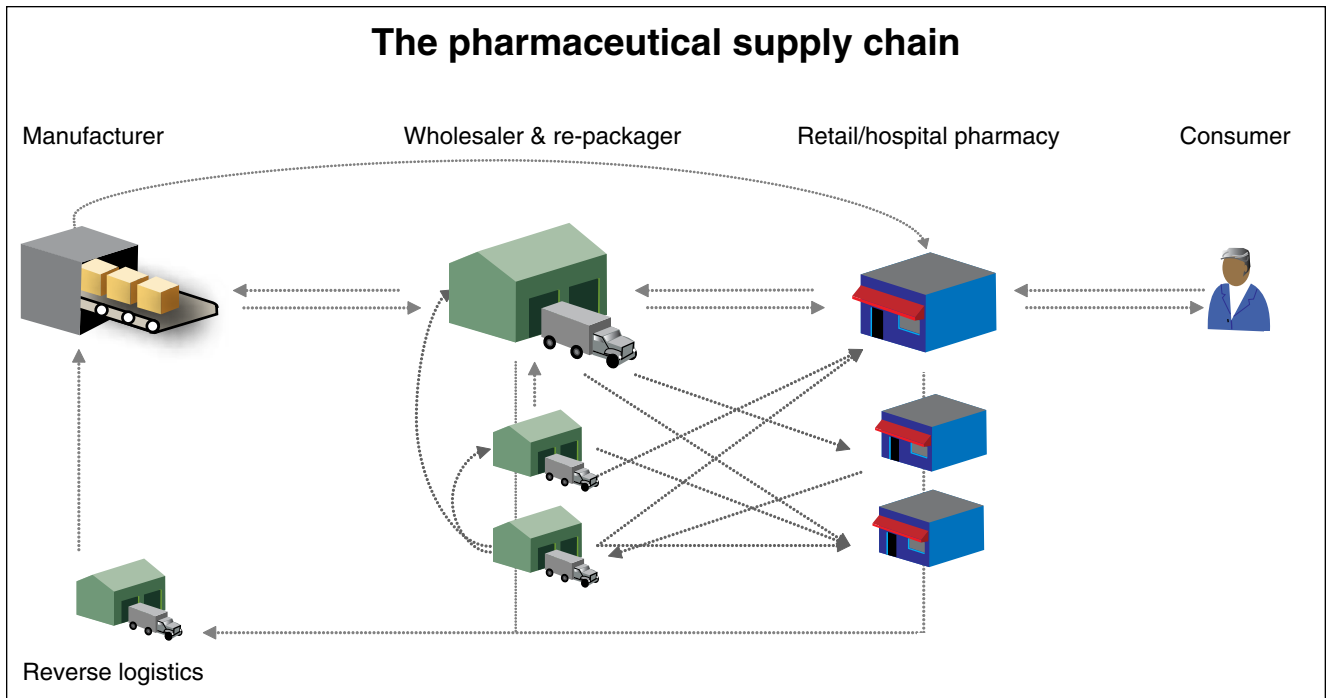 The pharmaceutical supply chain
Manufacturer
Wholesaler & re-packager
Retail/hospital pharmacy
Consumer
Reverse logistics